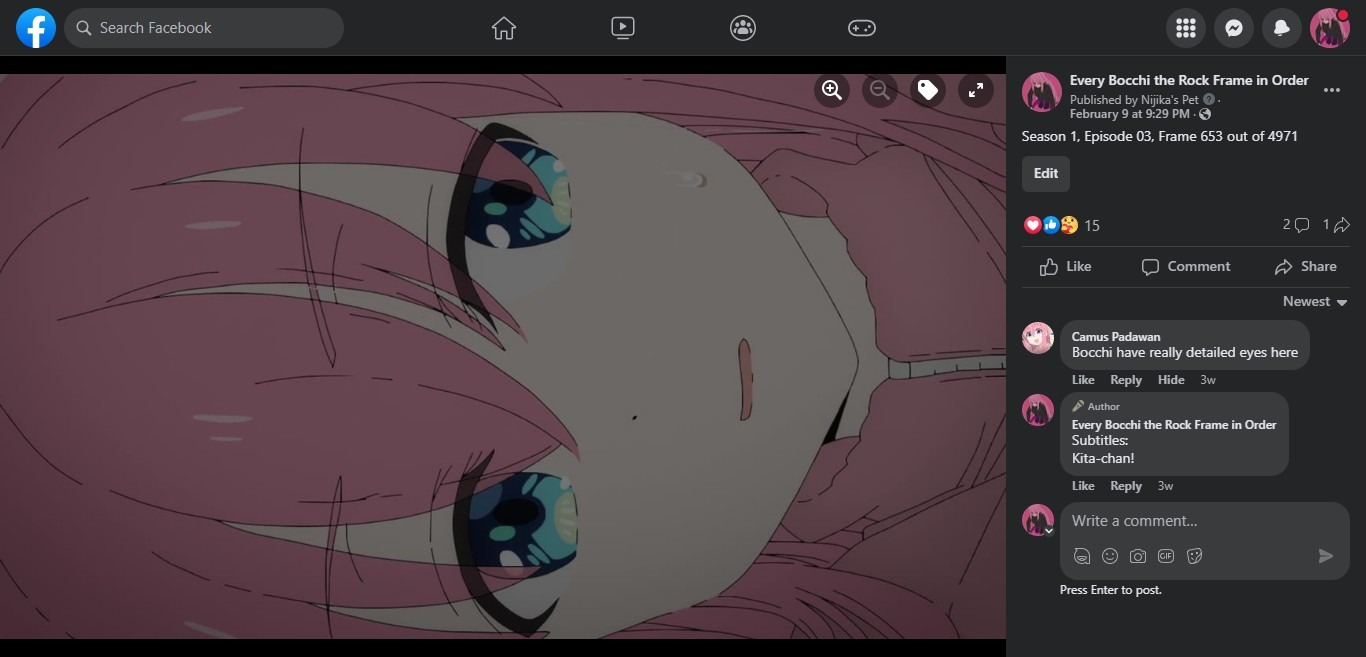 Search Facebook
Every Bocchi the Rock Frame in Order
Published by Nijika's Pet ? ·
February 9 at 9:29 PM ·
Season 1, Episode 03, Frame 653 out of 4971
Edit
15
2
1
Like
Comment
Share
Newest
Camus Padawan
Bocchi have really detailed eyes here
Like Reply Hide 3w
Author
Every Bocchi the Rock Frame in Order
Subtitles:
Kita-chan!
Like Reply 3w
Write a comment...
GIF
Press Enter to post.